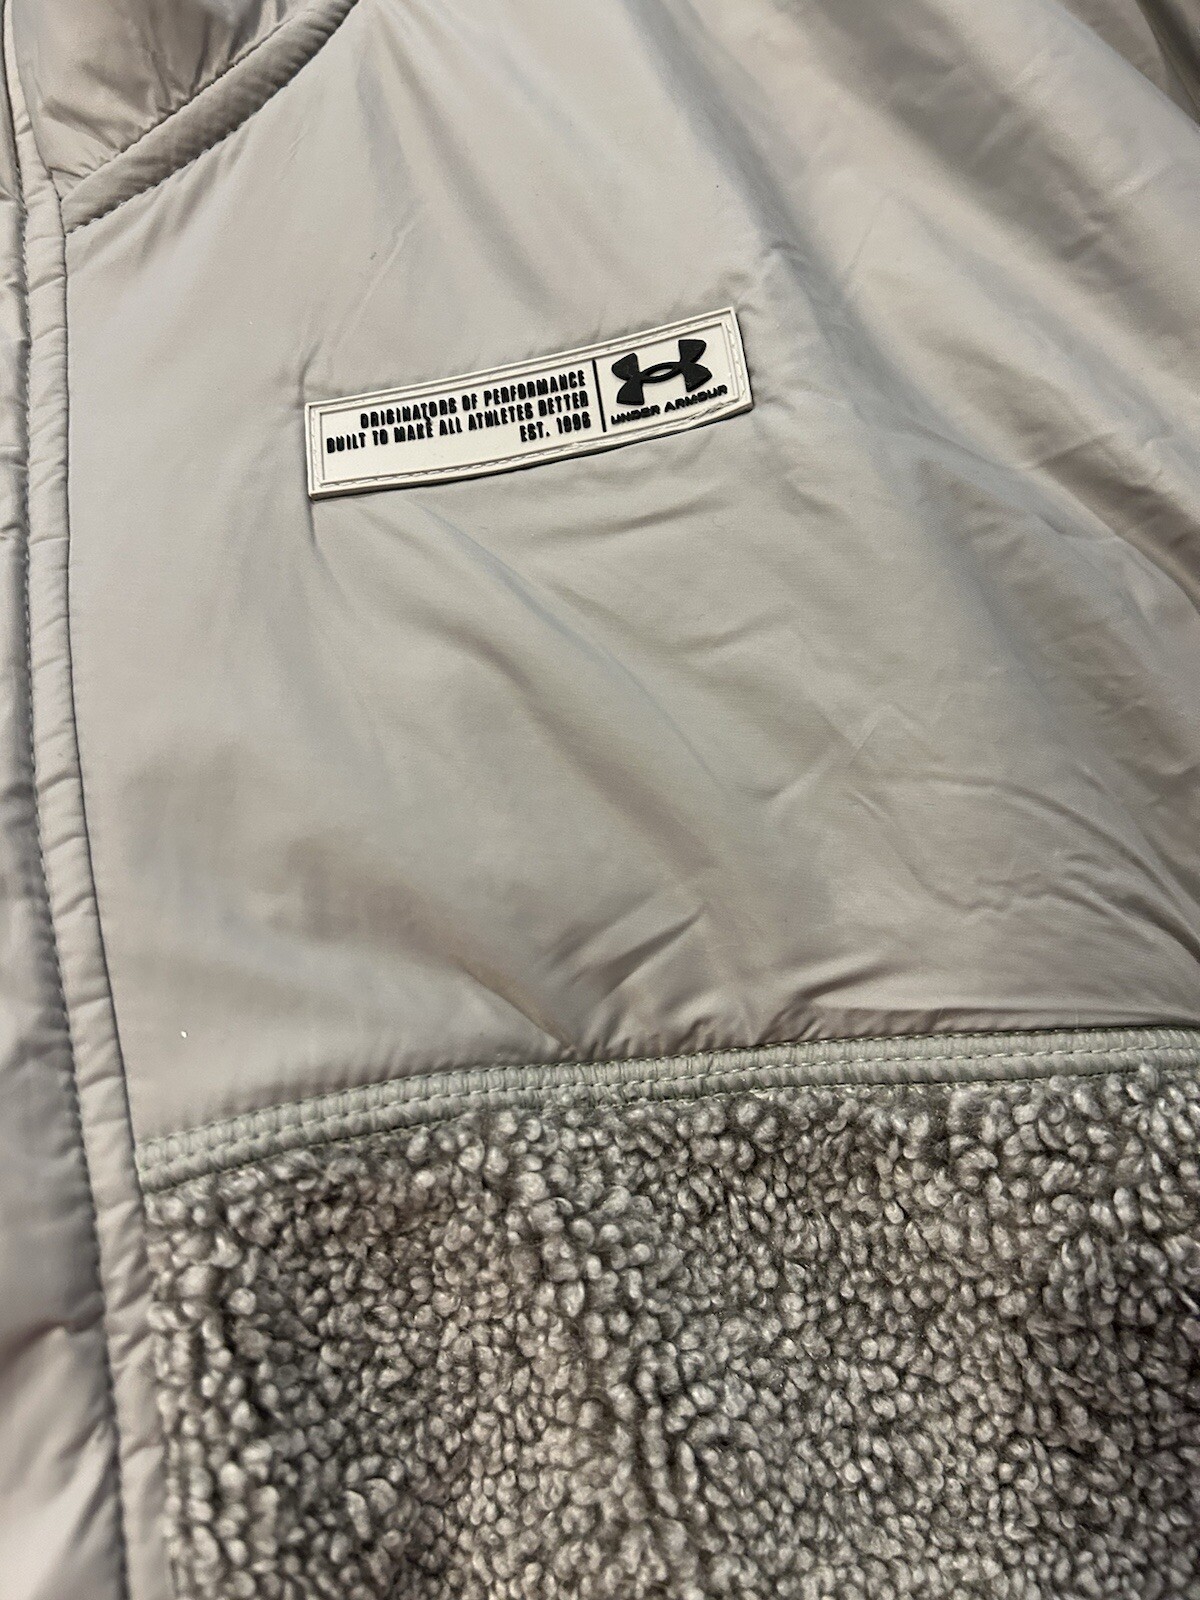 ORIGINATORS OF PERFORMANCE
BUILT TO MAKE ALL ATHLETES BETTER
EST. 1996
UNDER ARMOUR